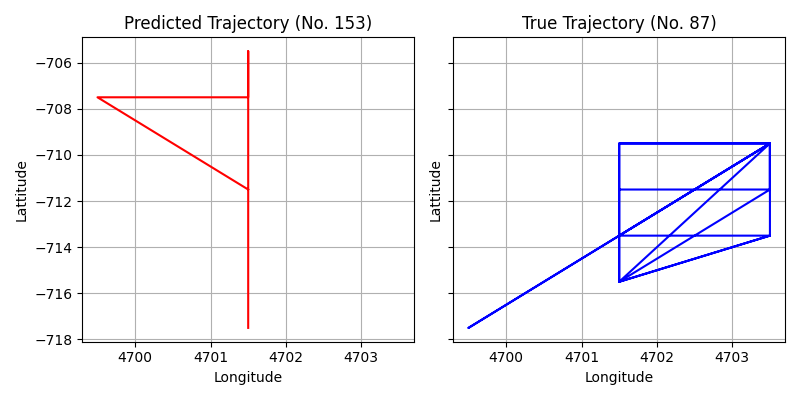 Predicted Trajectory (No. 153)
True Trajectory (No. 87)
Lattitude
−706
−708
−710
−712
−714
−716
−718
4700
4701
4702
4703
Longitude
Lattitude
4700
4701
4702
4703
Longitude